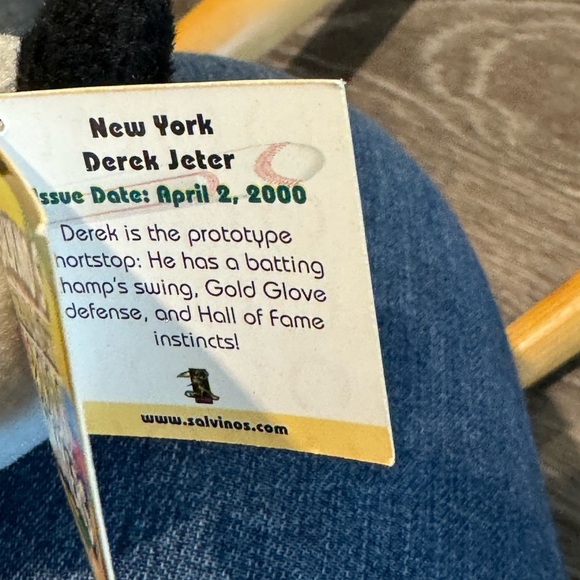 New York
Derek Jeter
ssue Date: April 2, 2000
Derek is the prototype
hortstop: He has a batting
hamp's swing, Gold Glove
defense, and Hall of Fame
instincts!
www.salvinos.com